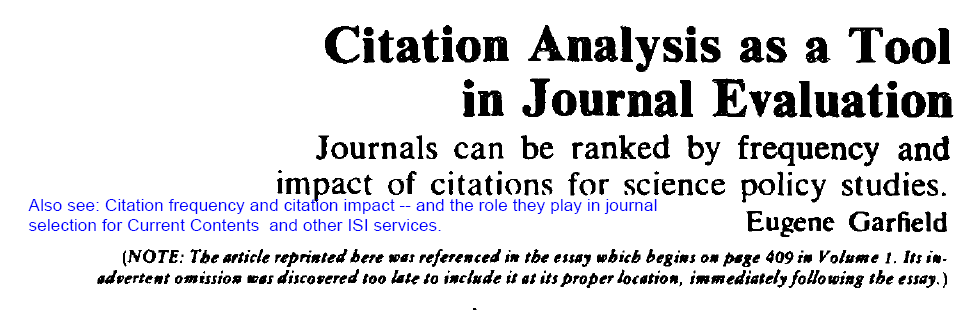 Citation Analysis as a Tool
in Journal Evaluation
Journals can be ranked by frequency and
impact of citations for science policy studies.
Also see: Citation frequency and citation impact -- and the role they play in journal
selection for Current Contents  and other ISI services.
Eugene Garfield
(NOTE: The article reprinted here was referenced in the essay which begins on page 409 in Volume 1. Its in-
advertent omission was discovered too late to include it at its proper location, immediately following the essay.)